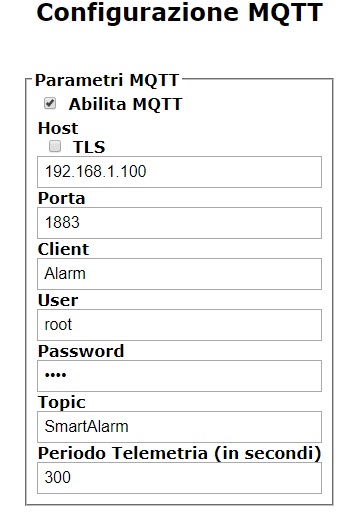 Configurazione MQTT
Parametri MQTT
Abilita MQTT
Host
TLS
192.168.1.100
Porta
1883
Client
Alarm
User
root
Password
••••
Topic
SmartAlarm
Periodo Telemetria (in secondi)
300